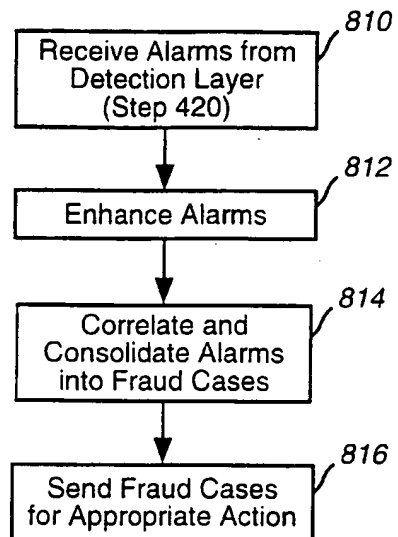 810
Receive Alarms from
Detection Layer
(Step 420)
812
Enhance Alarms
814
Correlate and
Consolidate Alarms
into Fraud Cases
816
Send Fraud Cases
for Appropriate Action